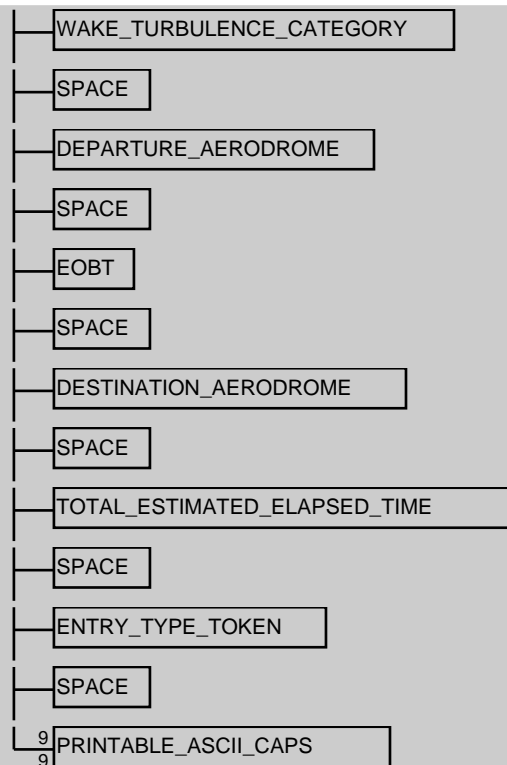 WAKE_TURBULENCE_CATEGORY
SPACE
DEPARTURE_AERODROME
SPACE
EOBT
SPACE
DESTINATION_AERODROME
SPACE
TOTAL_ESTIMATED_ELAPSED_TIME
SPACE
ENTRY_TYPE_TOKEN
SPACE
9
PRINTABLE_ASCII_CAPS
9